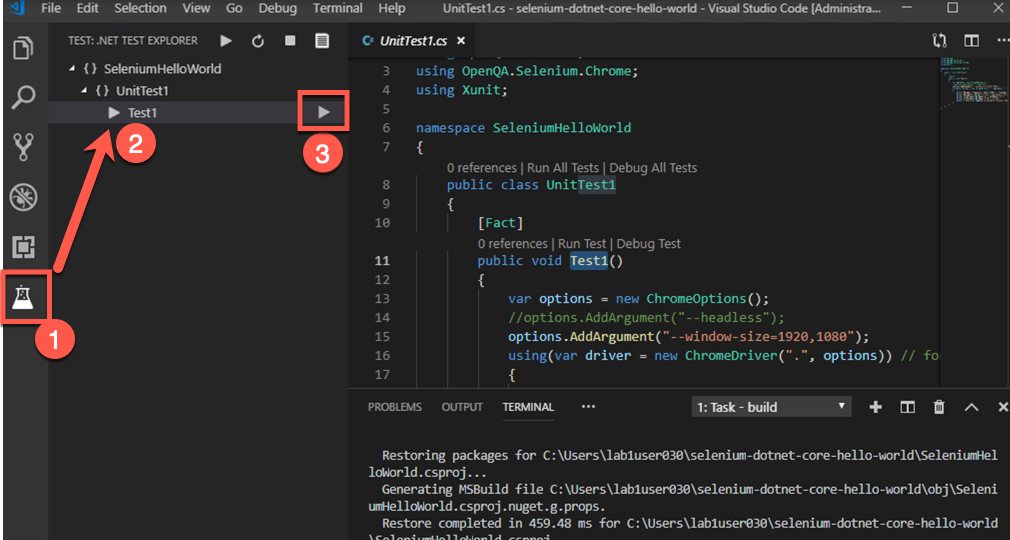 File Edit Selection View Go Debug Terminal Help UnitTest1.cs - selenium-dotnet-core-hello-world - Visual Studio Code [Administra...
TEST: .NET TEST EXPLORER
{ } SeleniumHelloWorld
{ } UnitTest1
Test1
1
2
3
UnitTest1.cs
3 using OpenQA.Selenium.Chrome;
4 using Xunit;
5
6 namespace SeleniumHelloWorld
7 {
0 references | Run All Tests | Debug All Tests
8 public class UnitTest1
9 {
10 [Fact]
0 references | Run Test | Debug Test
11 public void Test1()
12 {
13 var options = new ChromeOptions();
14 //options.AddArgument("--headless");
15 options.AddArgument("--window-size=1920,1080");
16 using(var driver = new ChromeDriver(".", options)) // fo
17 {
PROBLEMS OUTPUT TERMINAL ... 1: Task - build
Restoring packages for C:\Users\lab1user030\selenium-dotnet-core-hello-world\SeleniumHel
loWorld.csproj...
Generating MSBuild file C:\Users\lab1user030\selenium-dotnet-core-hello-world\obj\Seleni
umHelloWorld.csproj.nuget.g.props.
Restore completed in 459.48 ms for C:\Users\lab1user030\selenium-dotnet-core-hello-world
\SeleniumHelloWorld.csproj.